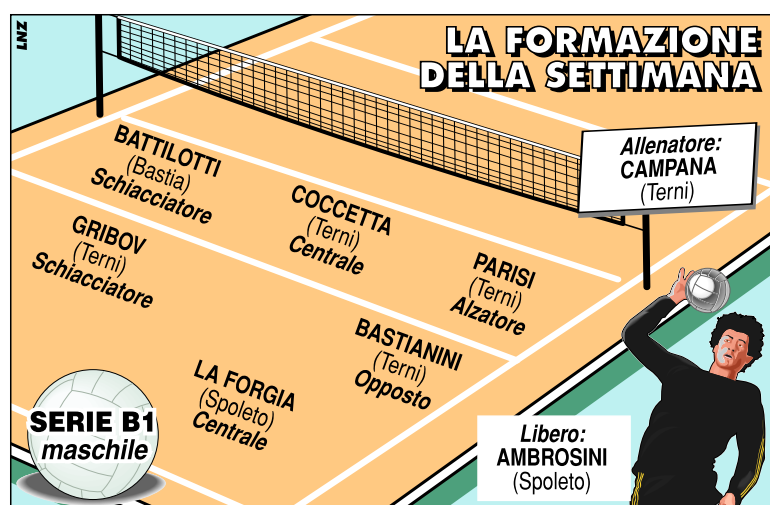 LNZ
LA FORMAZIONE
DELLA SETTIMANA
Allenatore:
CAMPANA
(Terni)
BATTILOTTI
(Bastia)
Schiacciatore
COCCETTA
(Terni)
Centrale
GRIBOV
(Terni)
Schiacciatore
PARISI
(Terni)
Alzatore
BASTIANINI
(Terni)
Opposto
LA FORGIA
(Spoleto)
Centrale
SERIE B1
maschile
Libero:
AMBROSINI
(Spoleto)